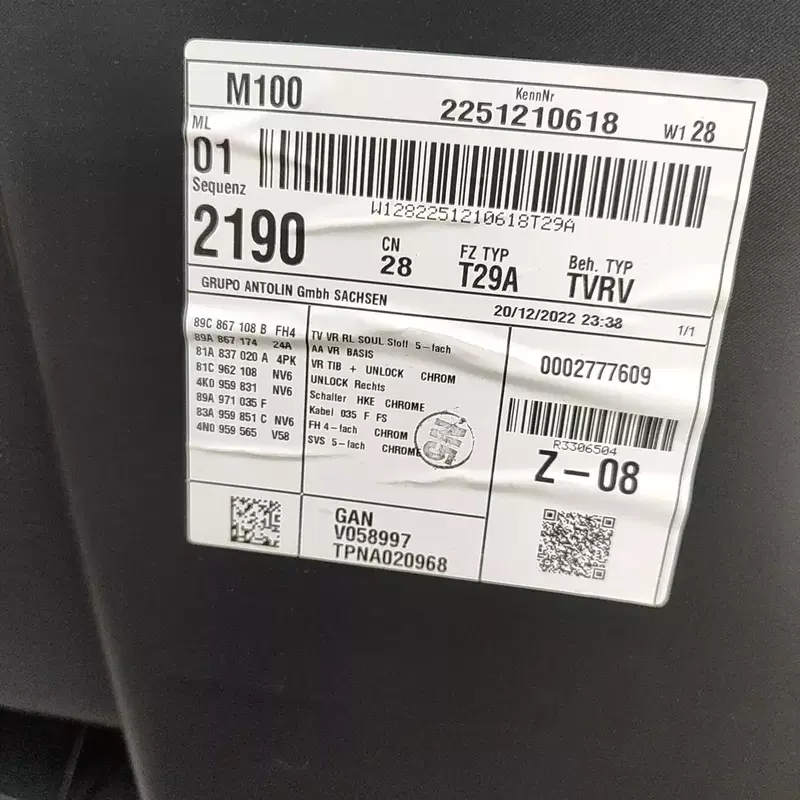 M100
KennNr
2251210618
W1 28
ML
01
W1282251210618T29A
Sequenz
2190
CN
28
FZ TYP
T29A
Beh. TYP
TVRV
GRUPO ANTOLIN Gmbh SACHSEN
20/12/2022 23:38
1/1
89C 867 108 B FH4
89A 867 174 24A
81A 837 020 A 4PK
81C 962 108 NV6
4K0 959 831 NV6
89A 971 035 F
83A 959 851 C NV6
4N0 959 565 V58
TV VR RL SOUL Stoff 5-fach
AA VR BASIS
VR TIB + UNLOCK CHROM
UNLOCK Rechts
Schalter HKE CHROME
Kabel 035 F FS
FH 4-fach CHROM
SVS 5-fach CHROME
0002777609
R3306504
Z-08
GAN
V058997
TPNA020968